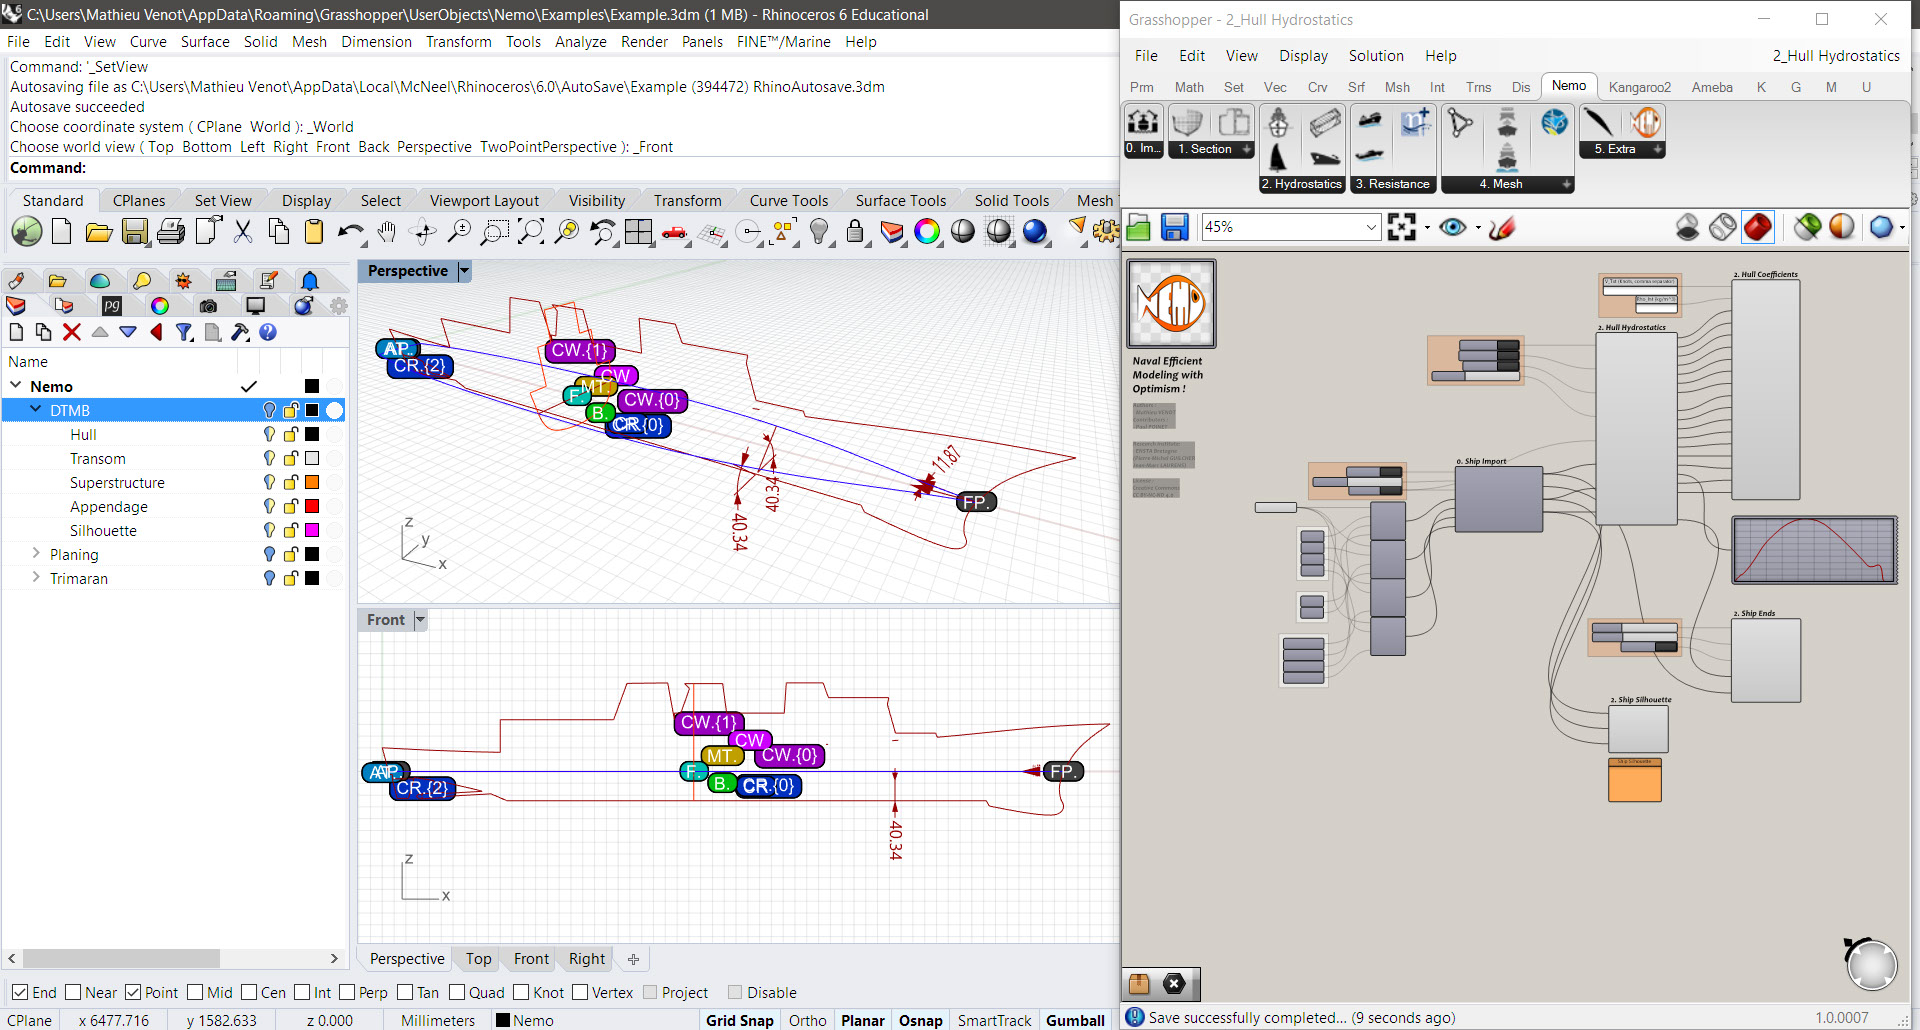 C:\Users\Mathieu Venot\AppData\Roaming\Grasshopper\UserObjects\Nemo\Examples\Example.3dm (1 MB) - Rhinoceros 6 Educational
File Edit View Curve Surface Solid Mesh Dimension Transform Tools Analyze Render Panels FINE™/Marine Help
Command: '_SetView
Autosaving file as C:\Users\Mathieu Venot\AppData\Local\McNeel\Rhinoceros\6.0\AutoSave\Example (394472) RhinoAutosave.3dm
Autosave succeeded
Choose coordinate system ( CPlane World ): _World
Choose world view ( Top Bottom Left Right Front Back Perspective TwoPointPerspective ): _Front
Command:
Standard CPlanes Set View Display Select Viewport Layout Visibility Transform Curve Tools Surface Tools Solid Tools Mesh
pg
Name
Nemo
DTMB
Hull
Transom
Superstructure
Appendage
Silhouette
Planing
Trimaran
Perspective
AP.
CR.{2}
CW.{1}
CW
MT.
F.
CW.{0}
B.
CR.{0}
11.87
40.34
40.34
FP.
z
y
x
Front
CW.{1}
CW
MT.
CW.{0}
AP.
F.
FP.
CR.{2}
B.
CR.{0}
40.34
z
x
Perspective Top Front Right
End Near Point Mid Cen Int Perp Tan Quad Knot Vertex Project Disable
CPlane x 6477.716 y 1582.633 z 0.000 Millimeters Nemo Grid Snap Ortho Planar Osnap SmartTrack Gumball
Grasshopper - 2_Hull Hydrostatics
File Edit View Display Solution Help 2_Hull Hydrostatics
Prm Math Set Vec Crv Srf Msh Int Trns Dis Nemo Kangaroo2 Ameba K G M U
0. Im... 1. Section 2. Hydrostatics 3. Resistance 4. Mesh 5. Extra
45%
NEMO
Naval Efficient
Modeling with
Optimism !
2. Hull Coefficients
2. Hull Hydrostatics
0. Ship Import
2. Ship Ends
2. Ship Silhouette
Ship Silhouette
Save successfully completed... (9 seconds ago) 1.0.0007